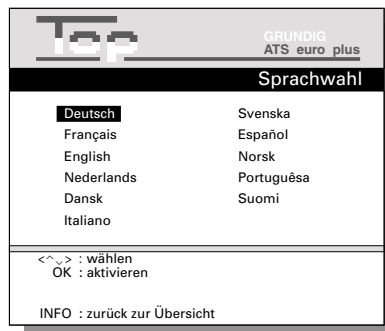 Top
GRUNDIG
ATS euro plus
Sprachwahl
Deutsch
Français
English
Nederlands
Dansk
Italiano
Svenska
Español
Norsk
Portuguêsa
Suomi
<^⌄> : wählen
OK : aktivieren
INFO : zurück zur Übersicht